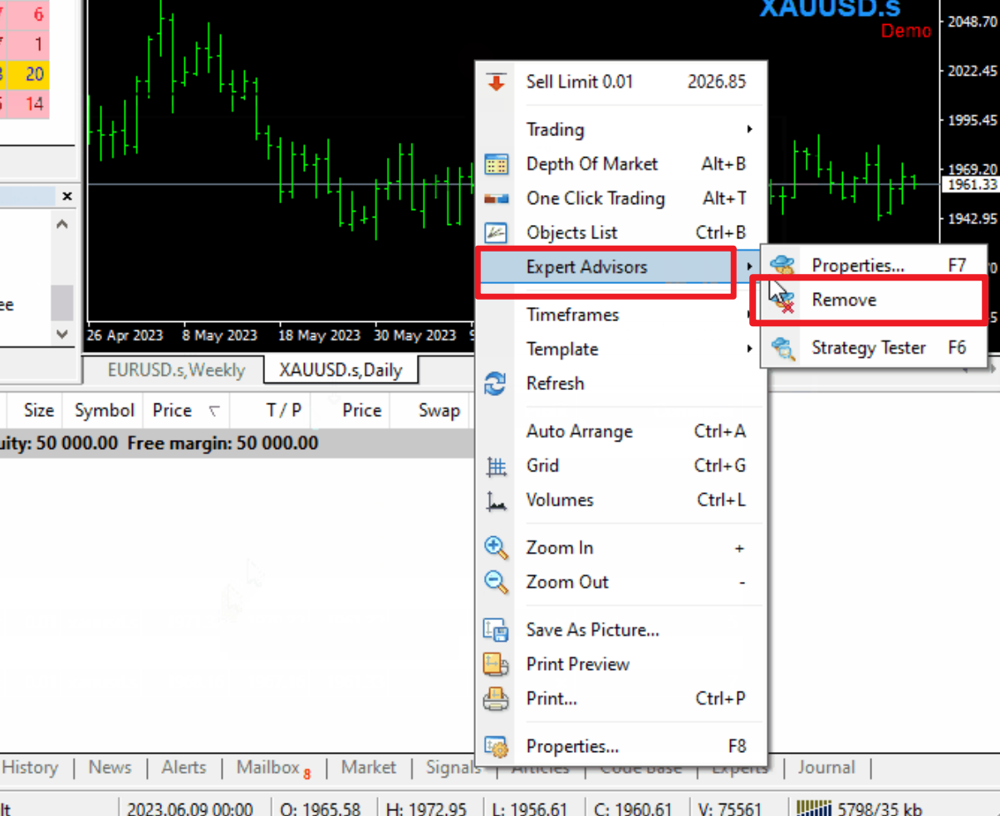 6
XAUUSD.s
2048.70
1
Demo
20
2022.45
14
Sell Limit 0.01 2026.85
1995.45
Trading
Depth Of Market Alt+B
1969.20
1961.33
One Click Trading Alt+T
1942.95
Objects List Ctrl+B
Expert Advisors
Properties... F7
Remove
Strategy Tester F6
Timeframes
Template
Refresh
Auto Arrange Ctrl+A
Grid Ctrl+G
Volumes Ctrl+L
Zoom In +
Zoom Out -
Save As Picture...
Print Preview
Print... Ctrl+P
Properties... F8
ee
26 Apr 2023 8 May 2023 18 May 2023 30 May 2023
EURUSD.s,Weekly XAUUSD.s,Daily
Size Symbol Price T / P Price Swap
uity: 50 000.00 Free margin: 50 000.00
History News Alerts Mailbox 8 Market Signals Articles Code Base Experts Journal
lt 2023.06.09 00:00 O: 1965.58 H: 1972.95 L: 1956.61 C: 1960.61 V: 75561 5798/35 kb